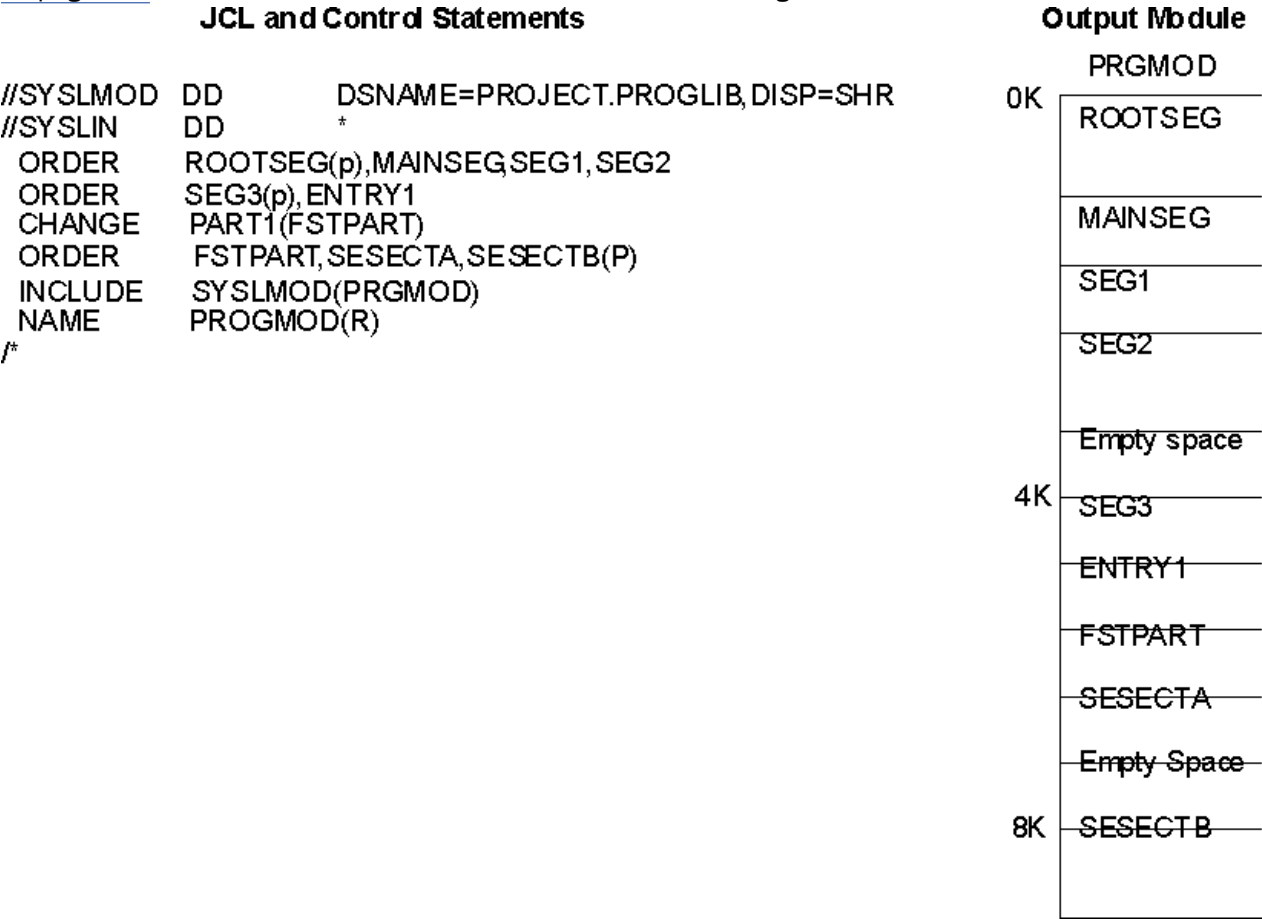 JCL and Control Statements
//SYSLMOD DD DSNAME=PROJECT.PROGLIB,DISP=SHR
//SYSLIN DD *
ORDER ROOTSEG(p),MAINSEG,SEG1,SEG2
ORDER SEG3(p),ENTRY1
CHANGE PART1(FSTPART)
ORDER FSTPART,SESECTA,SESECTB(P)
INCLUDE SYSLMOD(PRGMOD)
NAME PROGMOD(R)
/*
Output Module
PRGMOD
0K
ROOTSEG
MAINSEG
SEG1
SEG2
Empty space
4K
SEG3
ENTRY1
FSTPART
SESECTA
Empty Space
8K
SESECTB